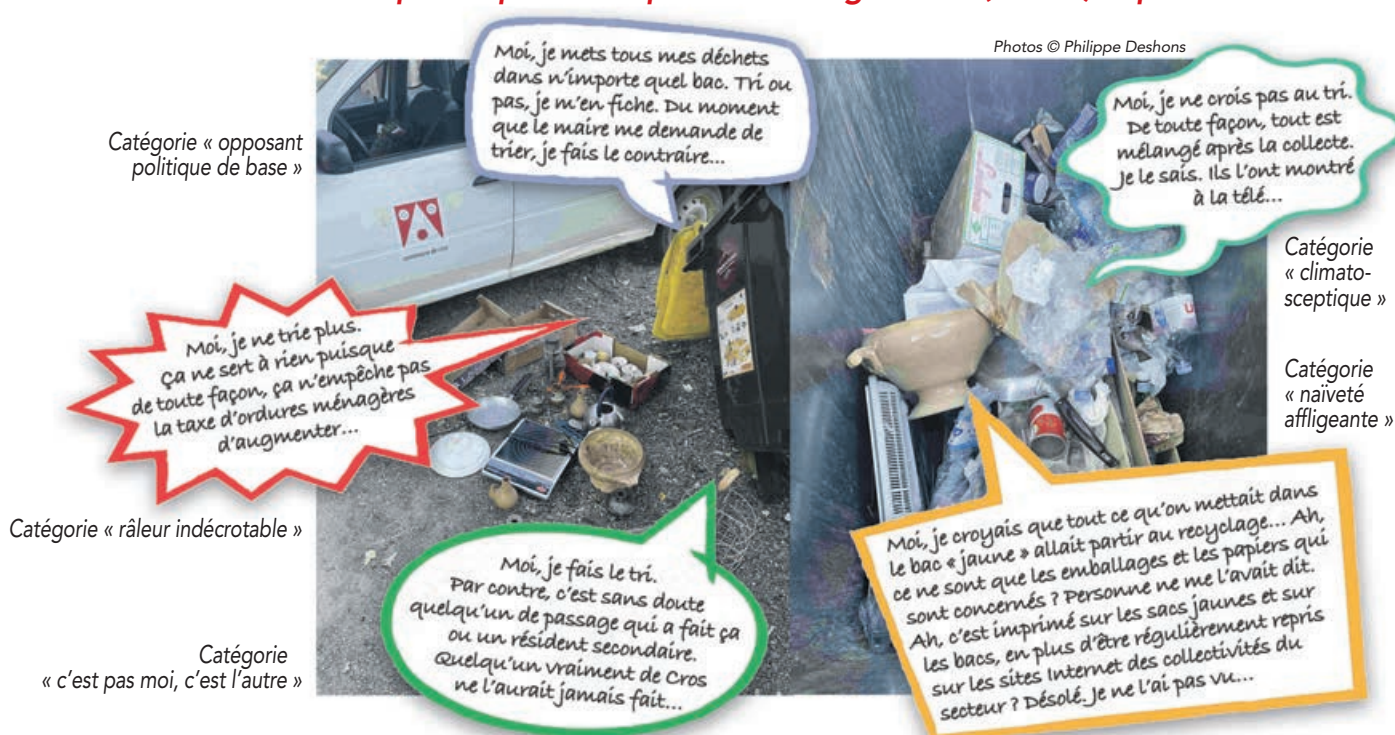 Photos © Philippe Deshons
Moi, je mets tous mes déchets
dans n'importe quel bac. Tri ou
pas, je m'en fiche. Du moment
que le maire me demande de
trier, je fais le contraire...
Catégorie « opposant
politique de base »
Moi, je ne crois pas au tri.
De toute façon, tout est
mélangé après la collecte.
Je le sais. Ils l'ont montré
à la télé...
Catégorie
« climato-
sceptique »
Moi, je ne trie plus.
Ça ne sert à rien puisque
de toute façon, ça n'empêche pas
la taxe d'ordures ménagères
d'augmenter...
Catégorie « râleur indécrotable »
Catégorie
« naïveté
affligeante »
Moi, je fais le tri.
Par contre, c'est sans doute
quelqu'un de passage qui a fait ça
ou un résident secondaire.
Quelqu'un vraiment de Cros
ne l'aurait jamais fait...
Catégorie
« c'est pas moi, c'est l'autre »
Moi, je croyais que tout ce qu'on mettait dans
le bac « jaune » allait partir au recyclage... Ah,
ce ne sont que les emballages et les papiers qui
sont concernés ? Personne ne me l'avait dit.
Ah, c'est imprimé sur les sacs jaunes et sur
les bacs, en plus d'être régulièrement repris
sur les sites Internet des collectivités du
secteur ? Désolé. Je ne l'ai pas vu...